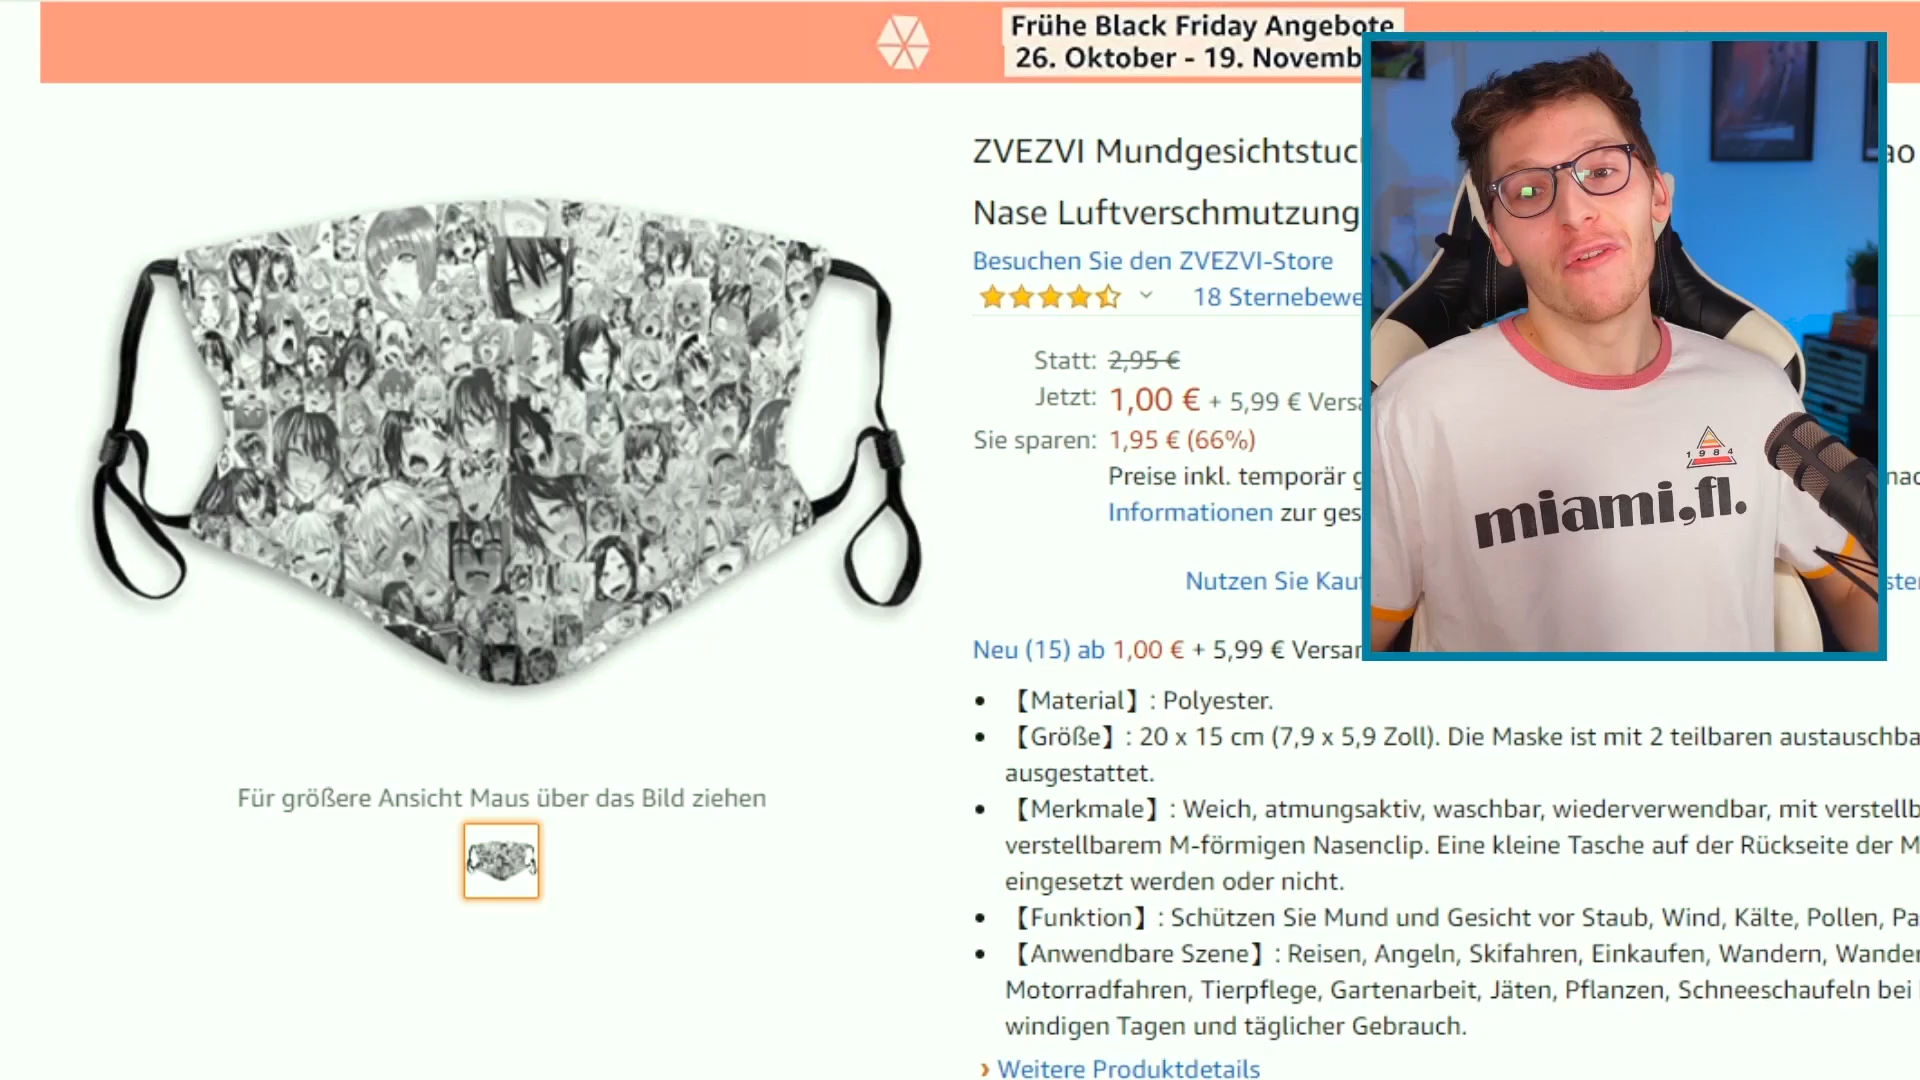 Frühe Black Friday Angebote
26. Oktober - 19. Novemb
ZVEZVI Mundgesichtstuc
ao
Nase Luftverschmutzung
Besuchen Sie den ZVEZVI-Store
18 Sternebewe
Statt: 2,95 €
Jetzt: 1,00 € + 5,99 € Versa
Sie sparen: 1,95 € (66%)
Preise inkl. temporär g
Informationen zur ges
Nutzen Sie Kau
Neu (15) ab 1,00 € + 5,99 € Versar
• 【Material】: Polyester.
• 【Größe】: 20 x 15 cm (7,9 x 5,9 Zoll). Die Maske ist mit 2 teilbaren austauschba
ausgestattet.
• 【Merkmale】: Weich, atmungsaktiv, waschbar, wiederverwendbar, mit verstellb
verstellbarem M-förmigen Nasenclip. Eine kleine Tasche auf der Rückseite der M
eingesetzt werden oder nicht.
• 【Funktion】: Schützen Sie Mund und Gesicht vor Staub, Wind, Kälte, Pollen, Pa
• 【Anwendbare Szene】: Reisen, Angeln, Skifahren, Einkaufen, Wandern, Wander
Motorradfahren, Tierpflege, Gartenarbeit, Jäten, Pflanzen, Schneeschaufeln bei
windigen Tagen und täglicher Gebrauch.
› Weitere Produktdetails
Für größere Ansicht Maus über das Bild ziehen
1984
miami,fl.